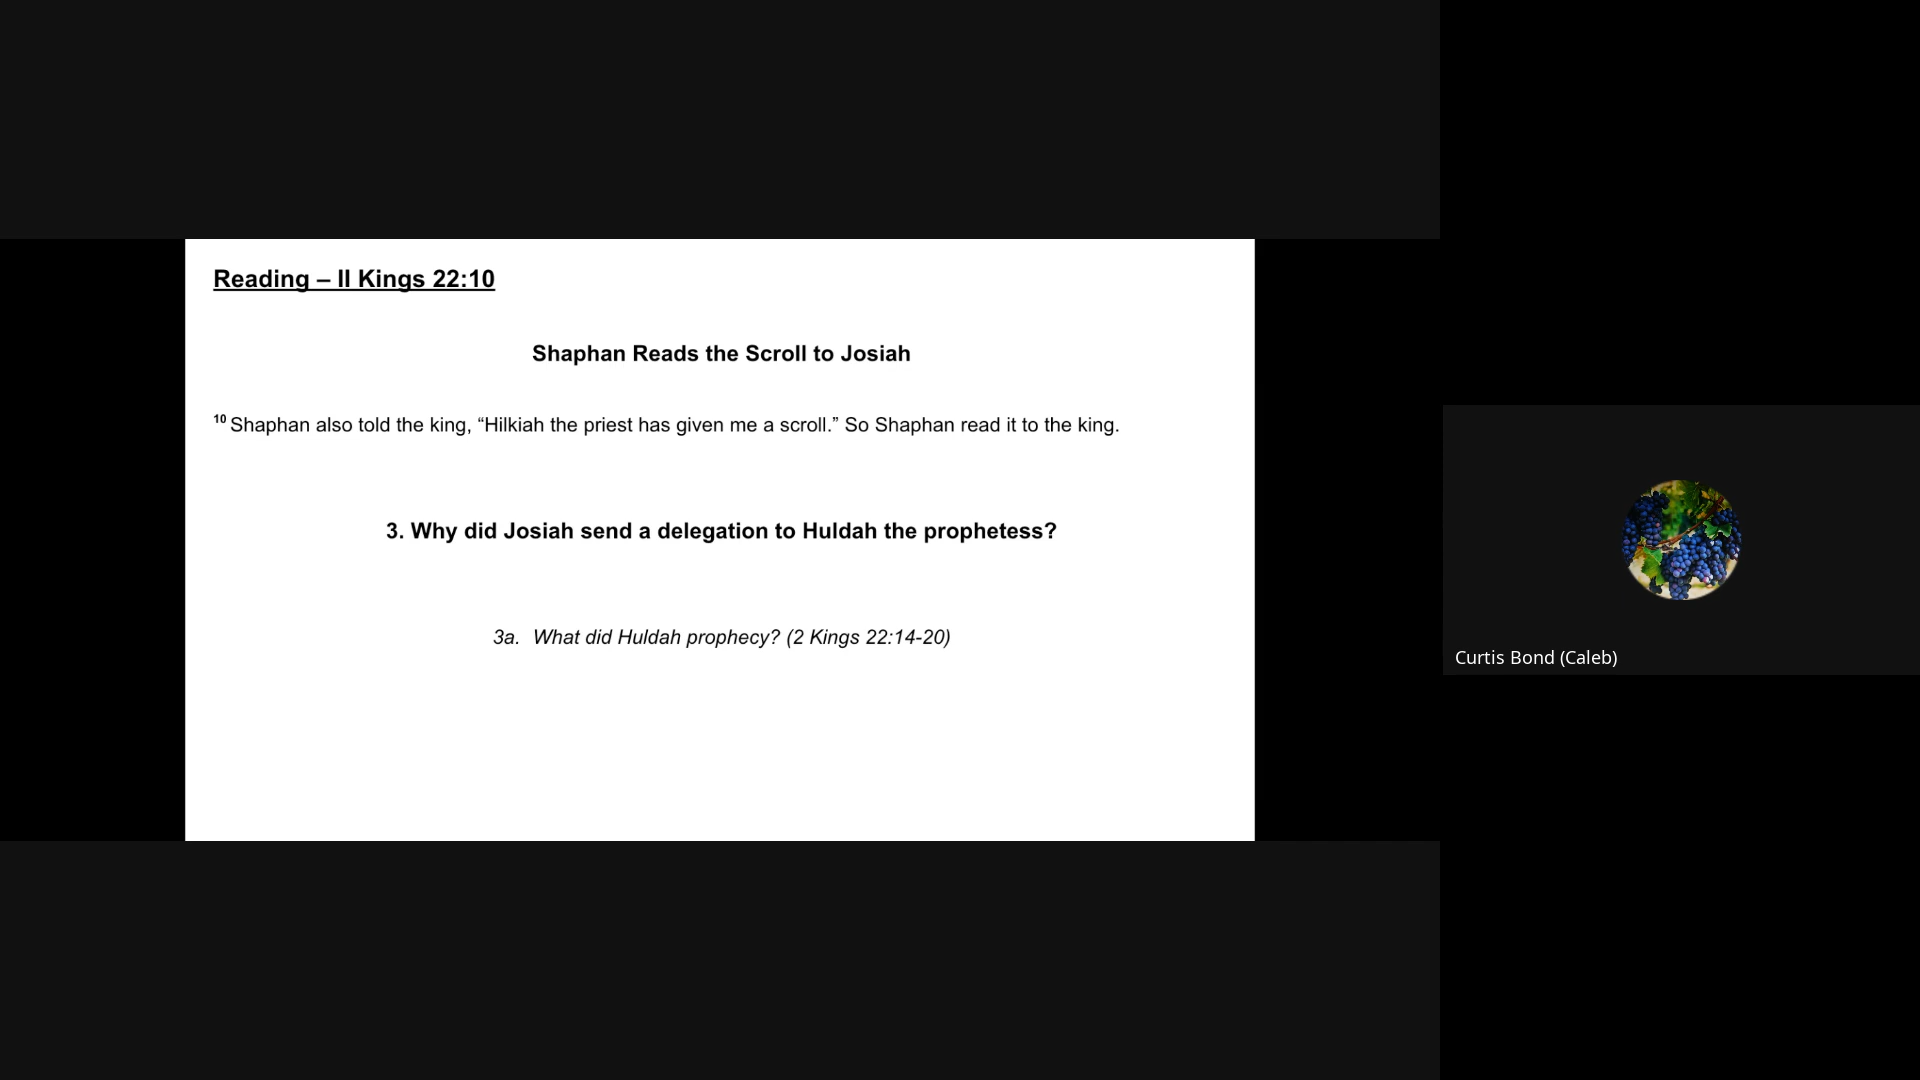 Reading – II Kings 22:10
Shaphan Reads the Scroll to Josiah
10 Shaphan also told the king, “Hilkiah the priest has given me a scroll.” So Shaphan read it to the king.
3. Why did Josiah send a delegation to Huldah the prophetess?
3a. What did Huldah prophecy? (2 Kings 22:14-20)
Curtis Bond (Caleb)